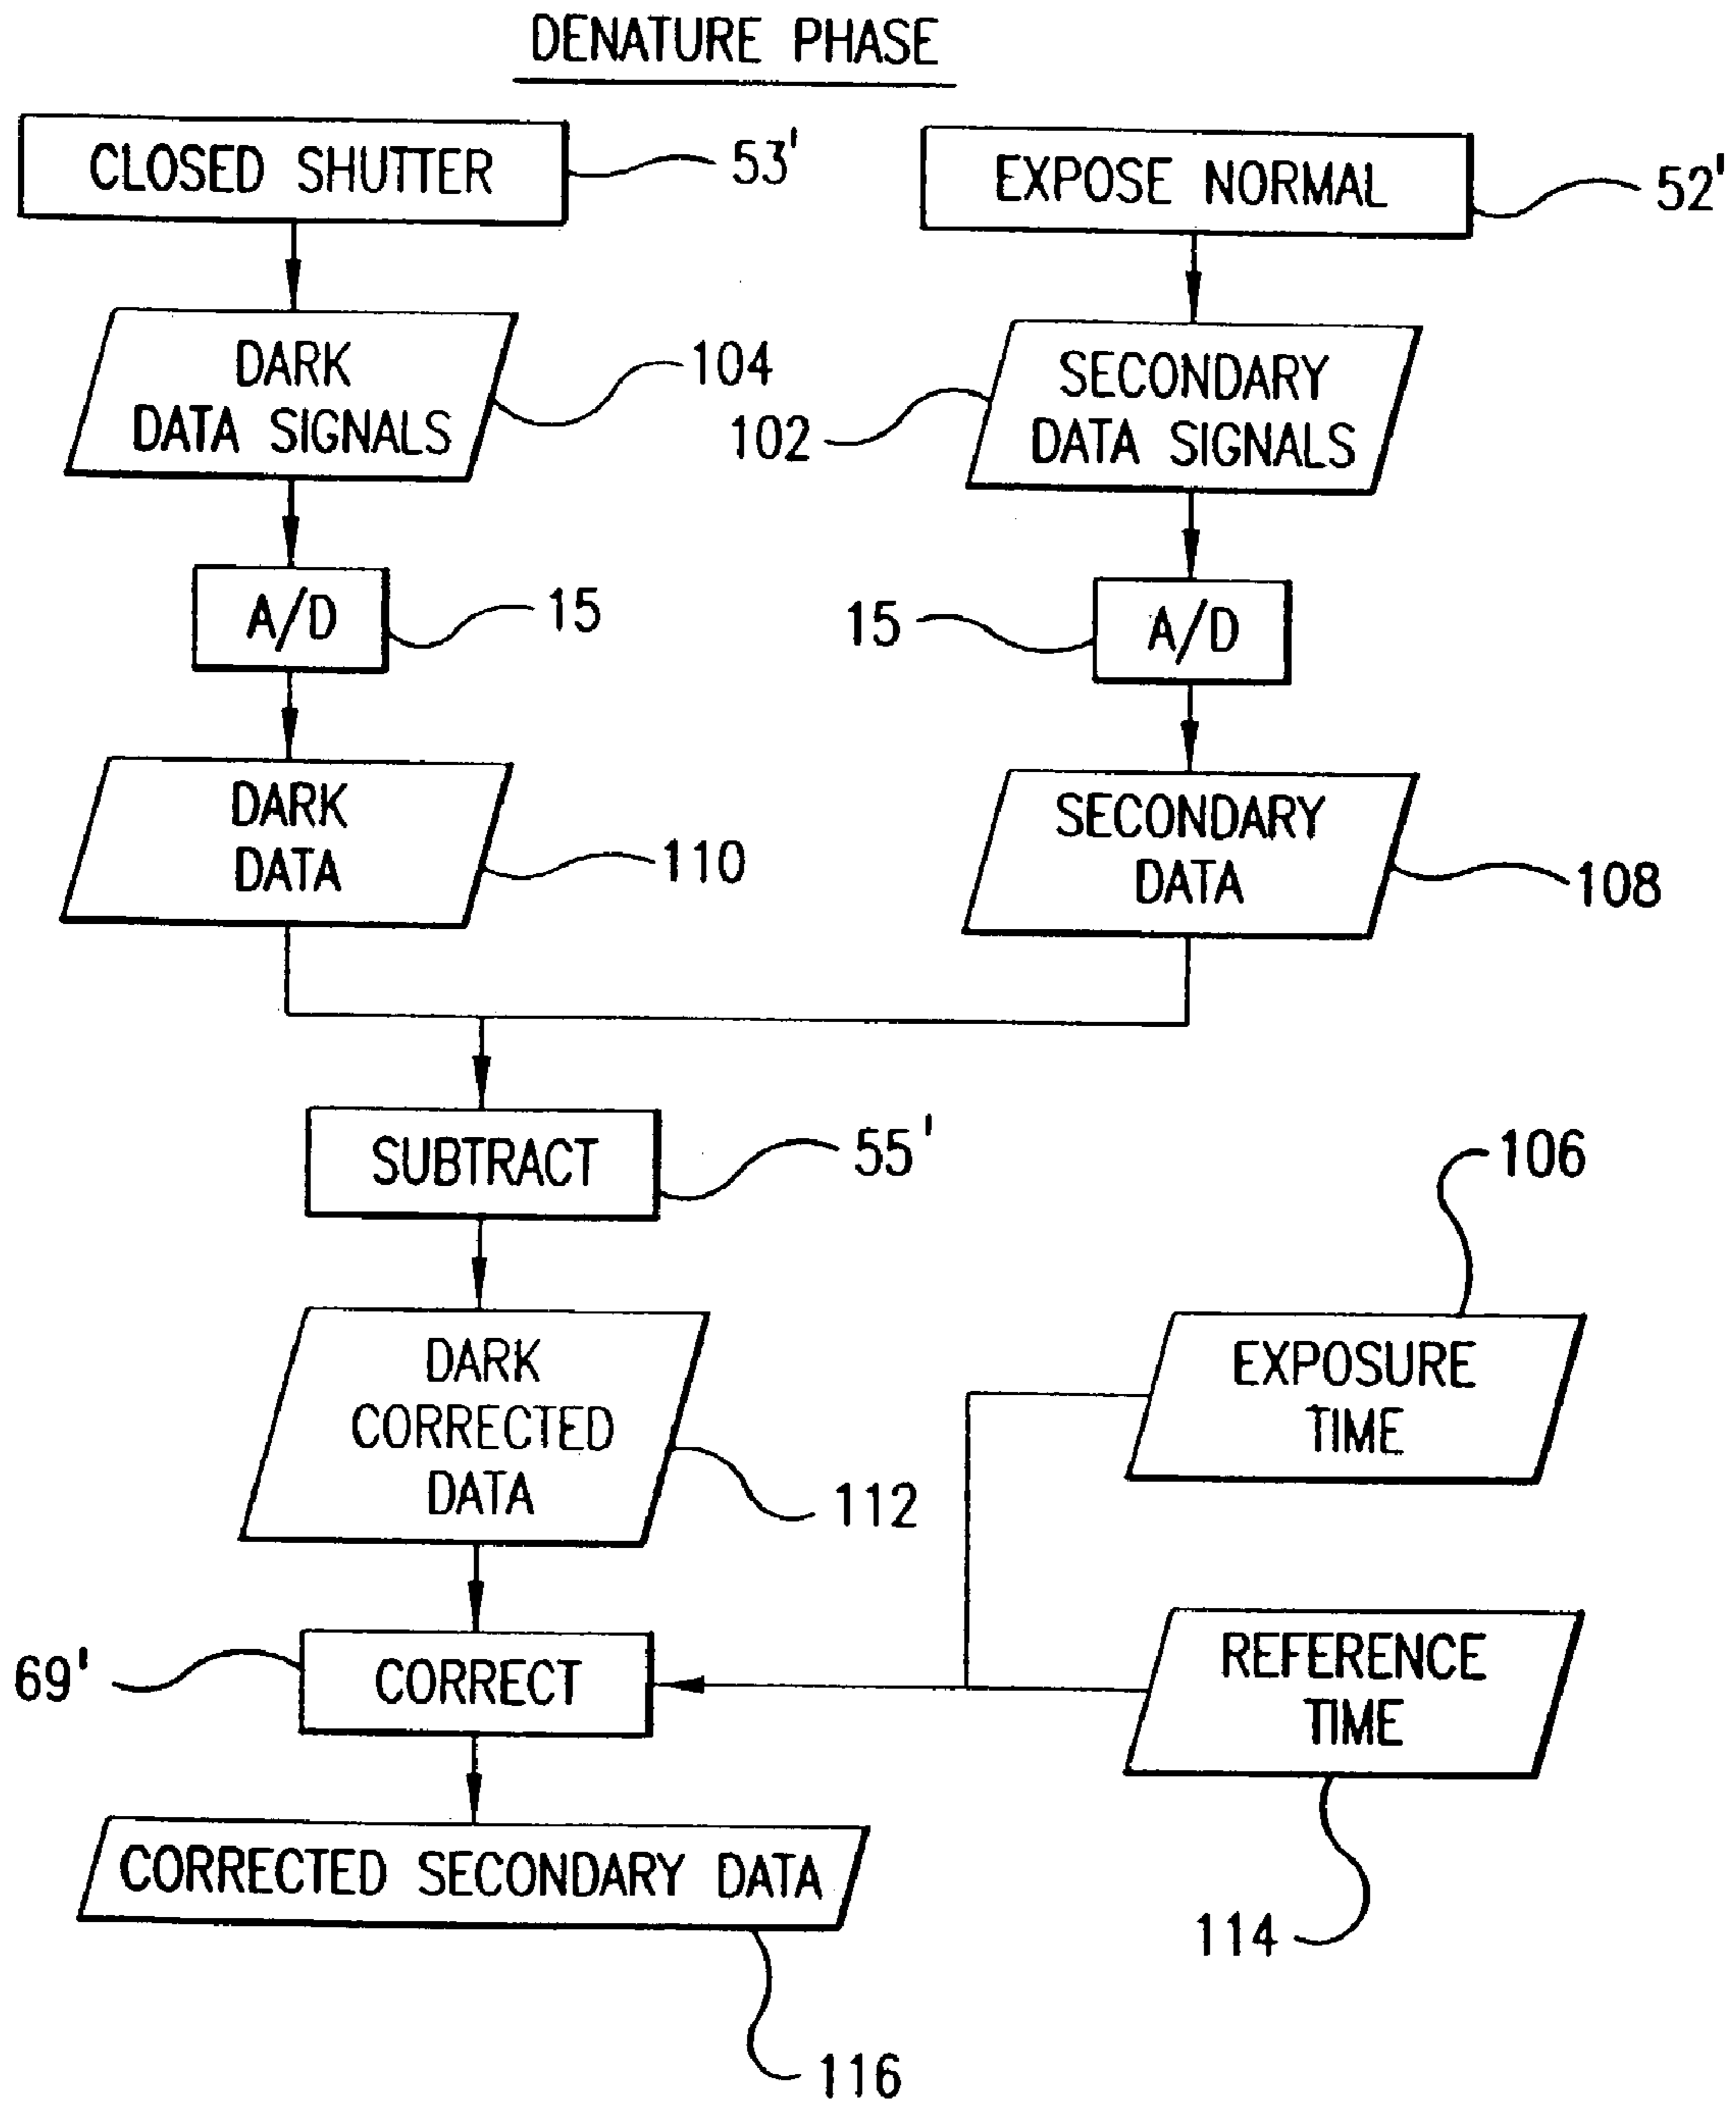 DENATURE PHASE
CLOSED SHUTTER
53'
EXPOSE NORMAL
52'
DARK
DATA SIGNALS
104
102
SECONDARY
DATA SIGNALS
A/D
15
15
A/D
DARK
DATA
110
SECONDARY
DATA
108
SUBTRACT
55'
106
DARK
CORRECTED
DATA
112
EXPOSURE
TIME
69'
CORRECT
REFERENCE
TIME
114
CORRECTED SECONDARY DATA
116